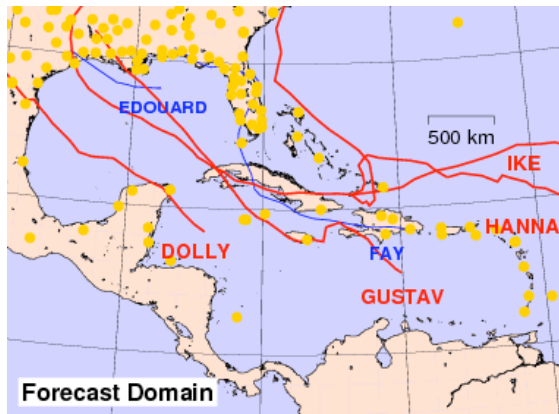 EDOUARD
500 km
IKE
HANNA
DOLLY
FAY
GUSTAV
Forecast Domain